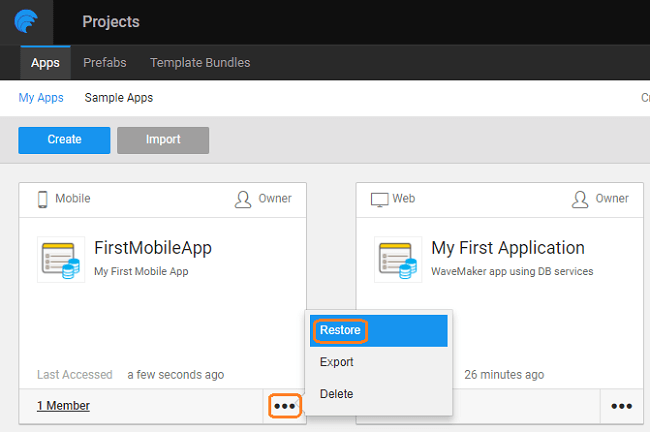 Projects
Apps Prefabs Template Bundles
My Apps Sample Apps
Create Import
Mobile Owner
FirstMobileApp
My First Mobile App
Last Accessed a few seconds ago
1 Member •••
Web Owner
My First Application
WaveMaker app using DB services
26 minutes ago
•••
Restore
Export
Delete